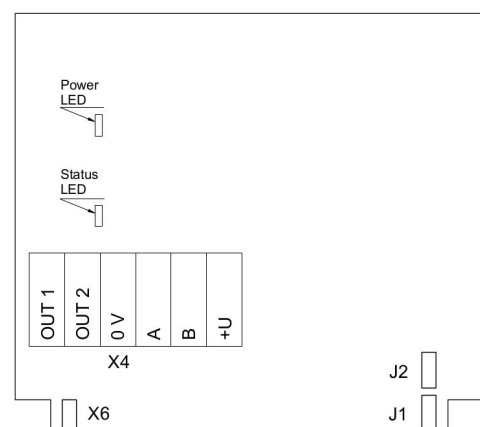 Power
LED
Status
LED
OUT 1
OUT 2
0 V
A
B
+U
X4
J2
X6
J1